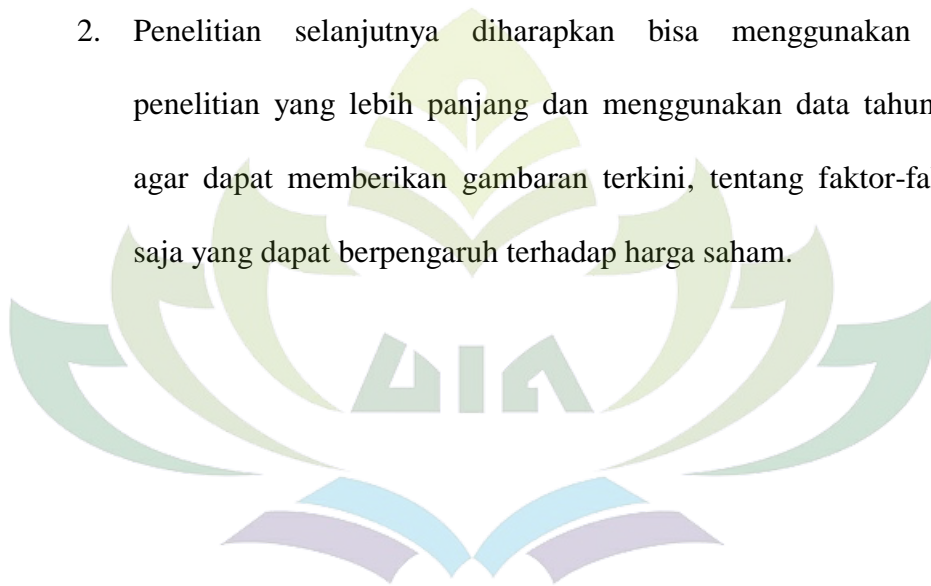 2. Penelitian selanjutnya diharapkan bisa menggunakan
penelitian yang lebih panjang dan menggunakan data tahun
agar dapat memberikan gambaran terkini, tentang faktor-fa
saja yang dapat berpengaruh terhadap harga saham.
UIN